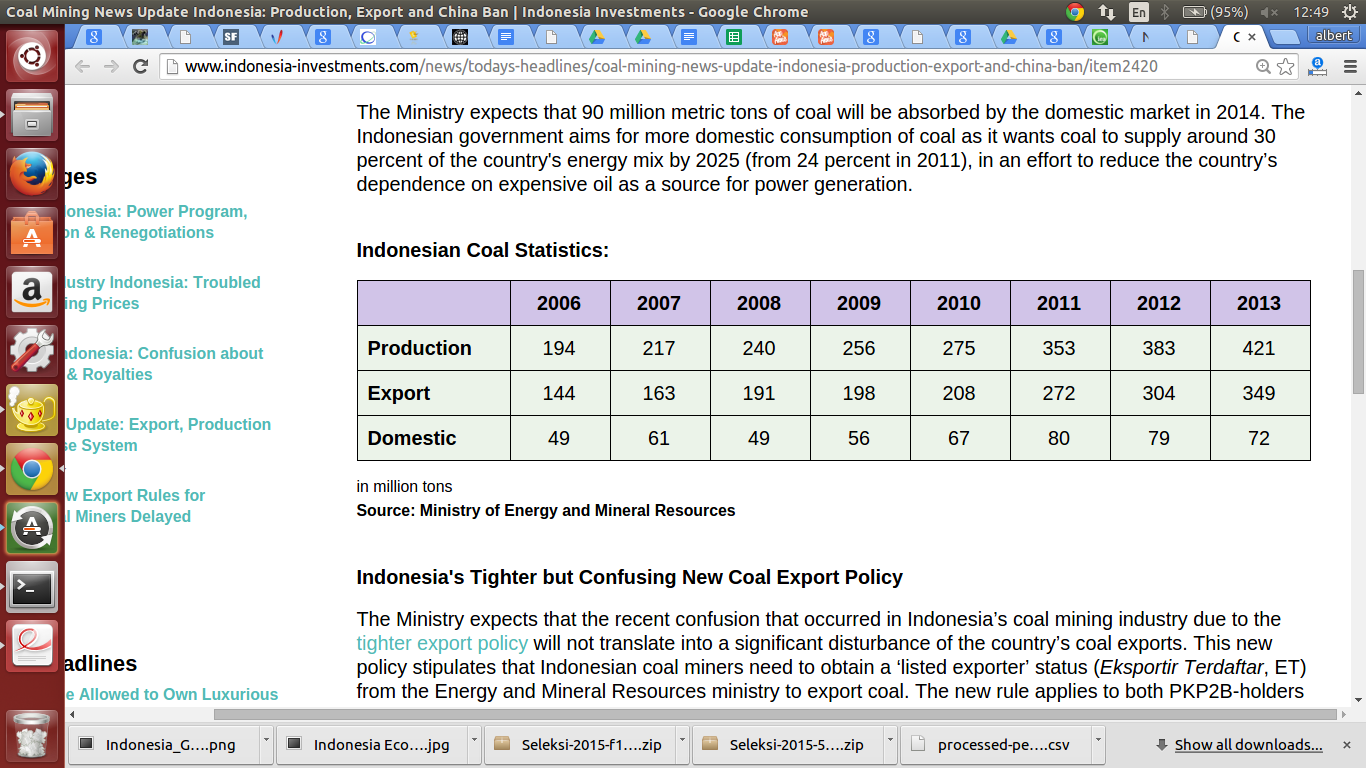 Coal Mining News Update Indonesia: Production, Export and China Ban | Indonesia Investments - Google Chrome
En
(95%)
12:49
albert
www.indonesia-investments.com/news/todays-headlines/coal-mining-news-update-indonesia-production-export-and-china-ban/item2420
The Ministry expects that 90 million metric tons of coal will be absorbed by the domestic market in 2014. The
Indonesian government aims for more domestic consumption of coal as it wants coal to supply around 30
percent of the country's energy mix by 2025 (from 24 percent in 2011), in an effort to reduce the country’s
dependence on expensive oil as a source for power generation.
ges
onesia: Power Program,
on & Renegotiations
ustry Indonesia: Troubled
ing Prices
ndonesia: Confusion about
& Royalties
Update: Export, Production
se System
w Export Rules for
l Miners Delayed
Indonesian Coal Statistics:
2006 2007 2008 2009 2010 2011 2012 2013
Production 194 217 240 256 275 353 383 421
Export 144 163 191 198 208 272 304 349
Domestic 49 61 49 56 67 80 79 72
in million tons
Source: Ministry of Energy and Mineral Resources
Indonesia's Tighter but Confusing New Coal Export Policy
The Ministry expects that the recent confusion that occurred in Indonesia’s coal mining industry due to the
tighter export policy will not translate into a significant disturbance of the country’s coal exports. This new
policy stipulates that Indonesian coal miners need to obtain a ‘listed exporter’ status (Eksportir Terdaftar, ET)
from the Energy and Mineral Resources ministry to export coal. The new rule applies to both PKP2B-holders
adlines
e Allowed to Own Luxurious
Indonesia_G....png
Indonesia Eco....jpg
Seleksi-2015-f1....zip
Seleksi-2015-5....zip
processed-pe....csv
Show all downloads...